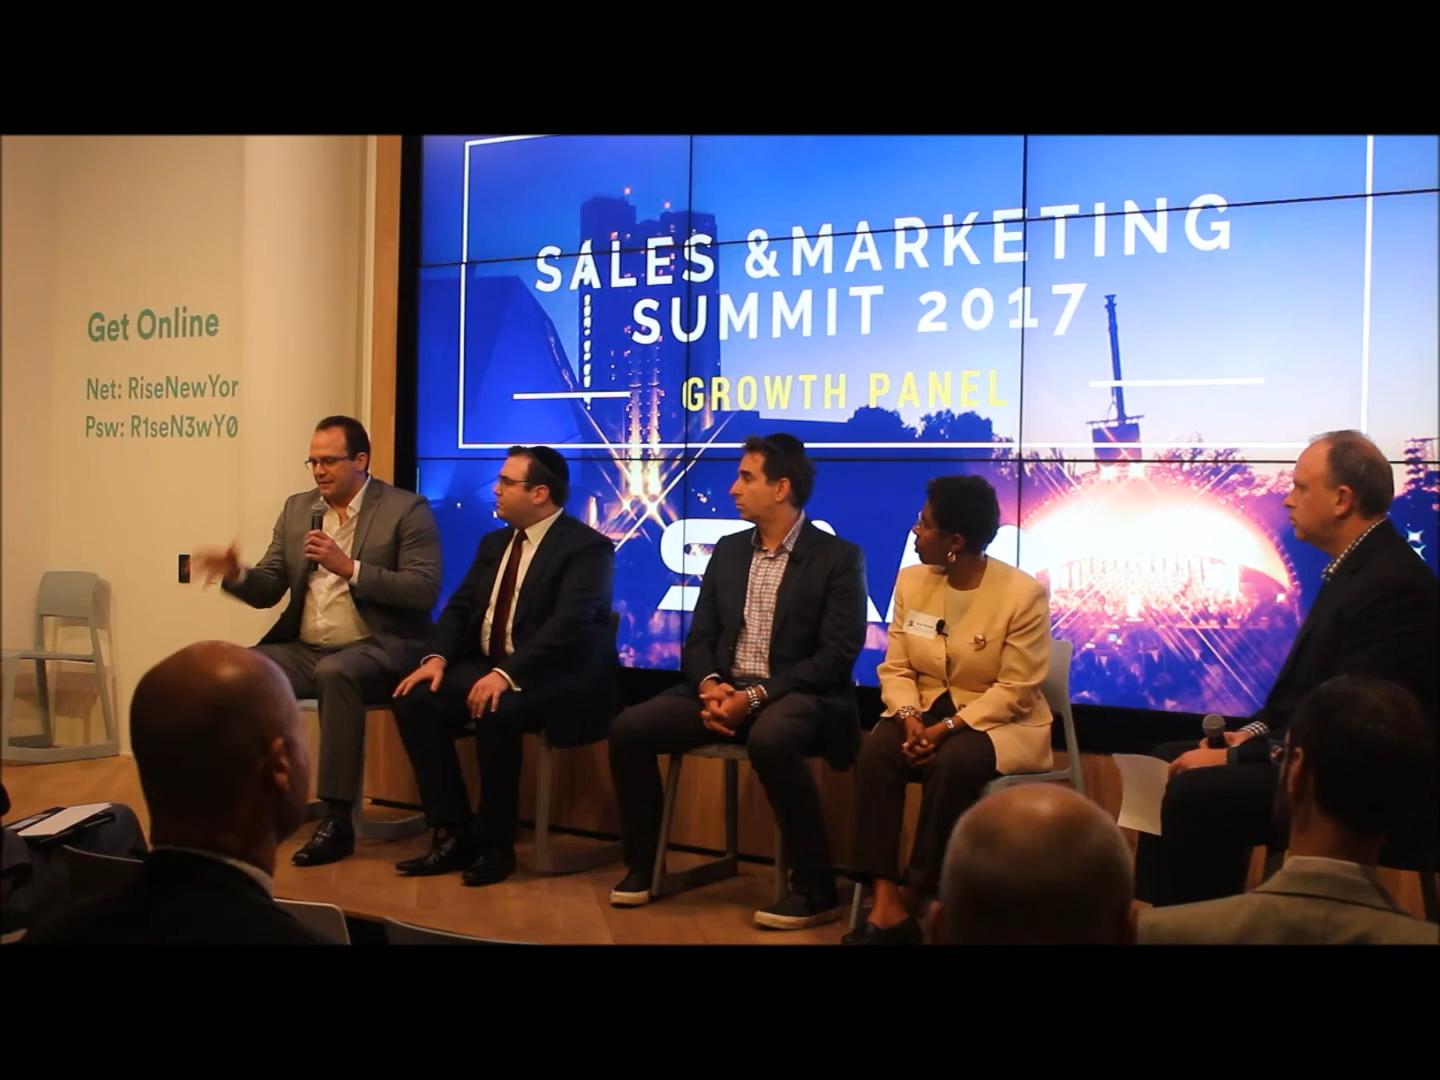 SALES & MARKETING
SUMMIT 2017
GROWTH PANEL
Get Online
Net: RiseNewYor
Psw: R1seN3wY0